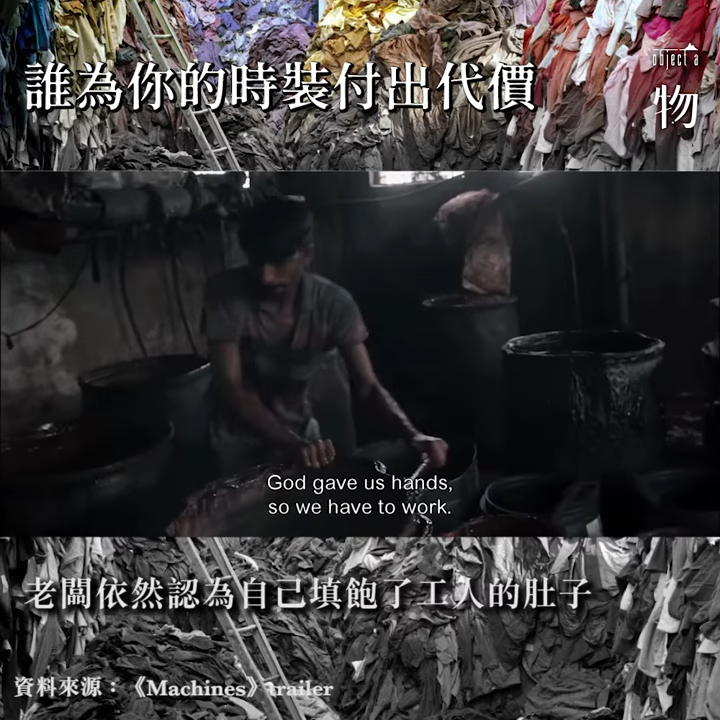 誰為你的時裝付出代價
object a
物
God gave us hands,
so we have to work.
老闆依然認為自己填飽了工人的肚子
資料來源：《Machines》trailer